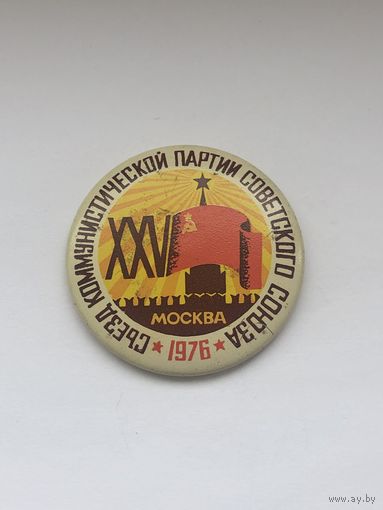 СЪЕЗД КОММУНИСТИЧЕСКОЙ ПАРТИИ СОВЕТСКОГО СОЮЗА
XXV
МОСКВА
★ 1976 ★
www.ay.by